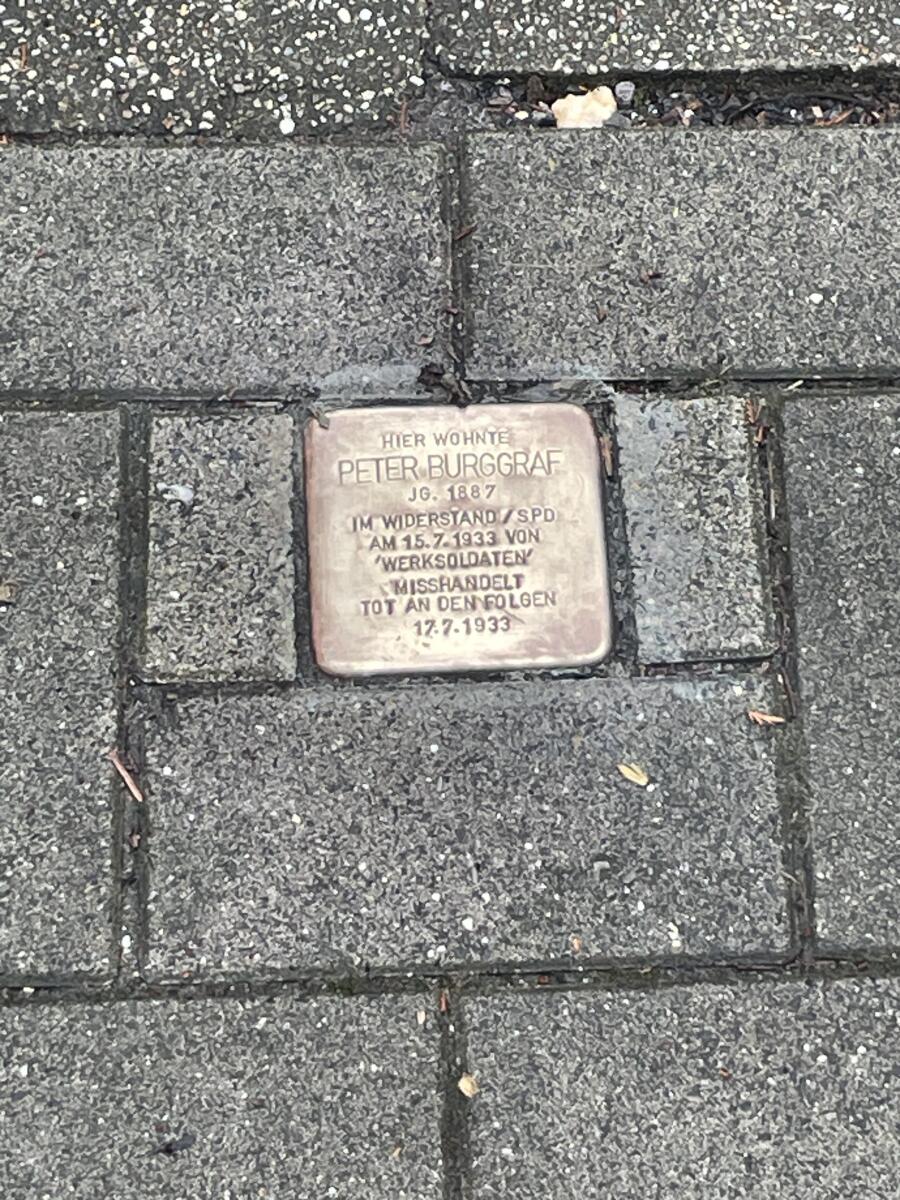 HIER WOHNTE
PETER BURGGRAF
JG. 1887
IM WIDERSTAND / SPD
AM 15.7.1933 VON
'WERKSOLDATEN'
MISSHANDELT
TOT AN DEN FOLGEN
17.7.1933